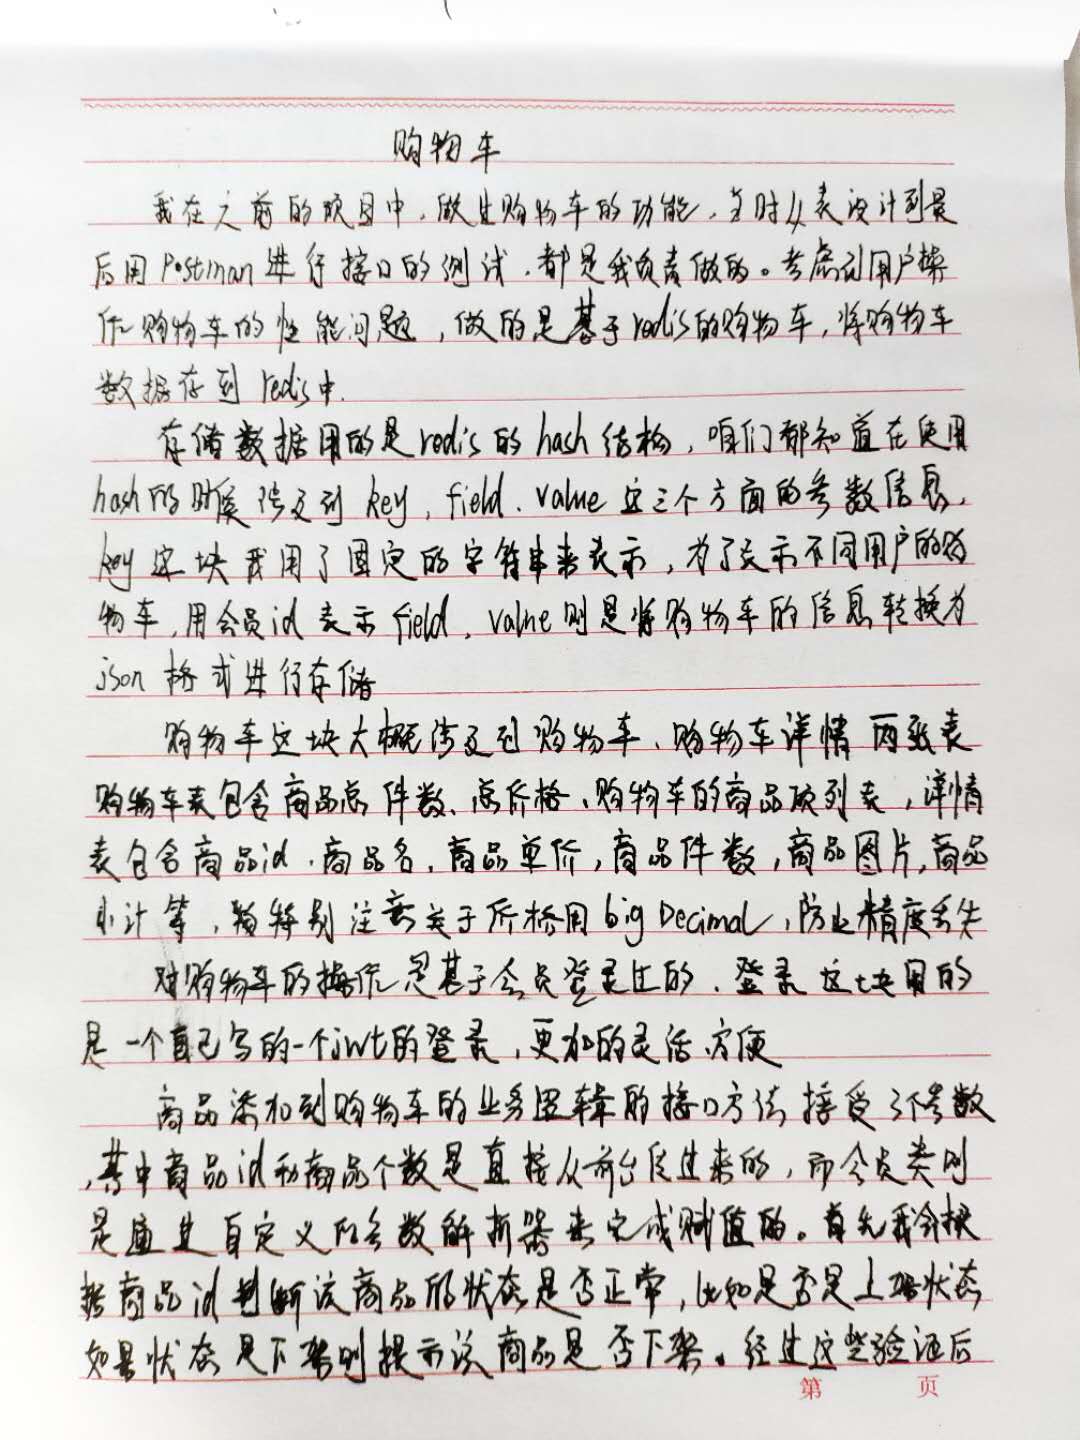 购物车
我在之前的项目中，做过购物车的功能，当时从表设计到最
后用Postman进行接口的测试，都是我负责做的。考虑到用户操
作购物车的性能问题，做的是基于redis的购物车，将购物车
数据存到redis中.
存储数据用的是redis的hash结构，咱们都知道在使用
hash的时候涉及到key，field、value这三个方面的参数信息，
key这块我用了固定的字符串来表示，为了表示不同用户的购
物车，用会员id表示field，value则是将购物车的信息转换为
json格式进行存储
购物车这块大概涉及到购物车、购物车详情两张表
购物车表包含商品总件数、总价格、购物车的商品项列表，详情
表包含商品id、商品名，商品单价，商品件数，商品图片，商品
小计等，特别注意关于价格用big Decimal，防止精度丢失
对购物车的操作是基于会员登录上的，登录这块用的
是一个自己写的一个jwt的登录，更加的灵活、方便
商品添加到购物车的业务逻辑的接口方法接受3个参数
，其中商品id和商品个数是直接从前台传过来的，而会员类则
是通过自定义的参数解析器来完成赋值的。首先我会根
据商品id判断该商品的状态是否正常，比如是否是上架状态
如果状态是下架则提示该商品是否下架。经过这些验证后
第 页